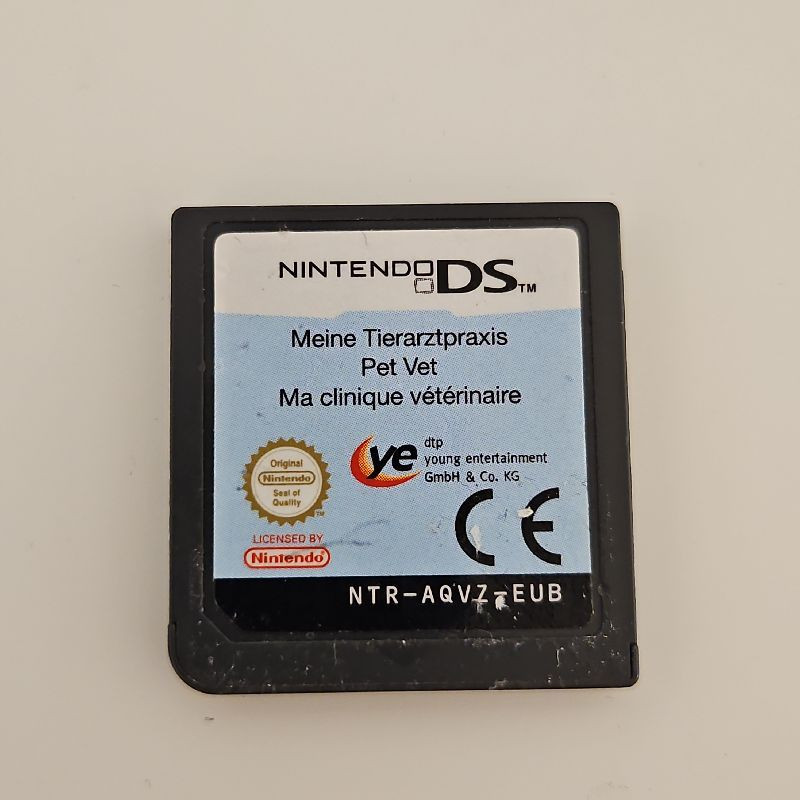 NINTENDO DS™
Meine Tierarztpraxis
Pet Vet
Ma clinique vétérinaire
ye
dtp
young entertainment
GmbH & Co. KG
Original
Nintendo
Seal of
Quality
TM
LICENSED BY
Nintendo
CE
NTR-AQVZ-EUB